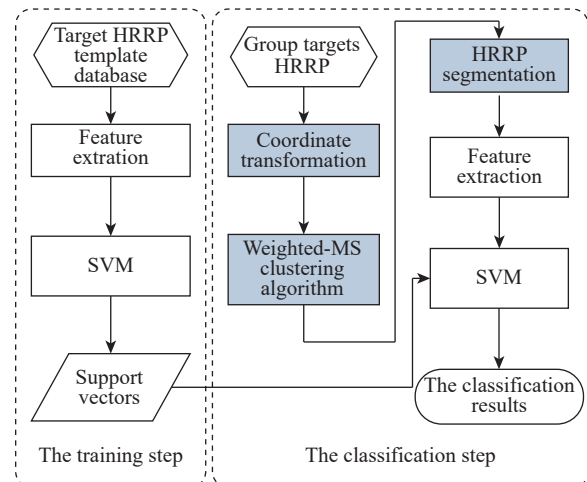 Target HRRP
template
database
Feature
extration
SVM
Support
vectors
The training step
Group targets
HRRP
Coordinate
transformation
Weighted-MS
clustering
algorithm
HRRP
segmentation
Feature
extraction
SVM
The classification
results
The classification step